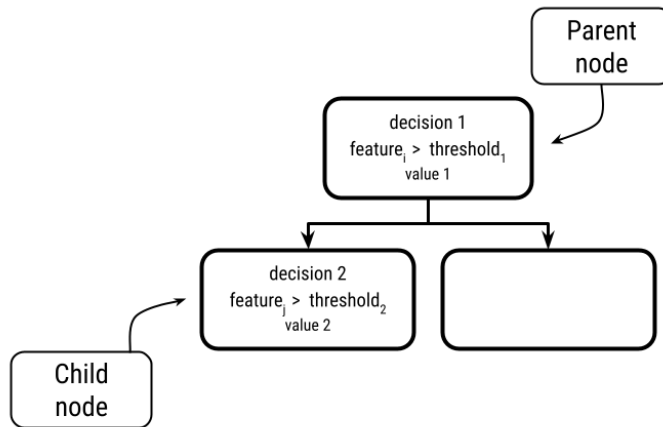 Parent
node
decision 1
featureᵢ > threshold₁
value 1
decision 2
featureⱼ > threshold₂
value 2
Child
node